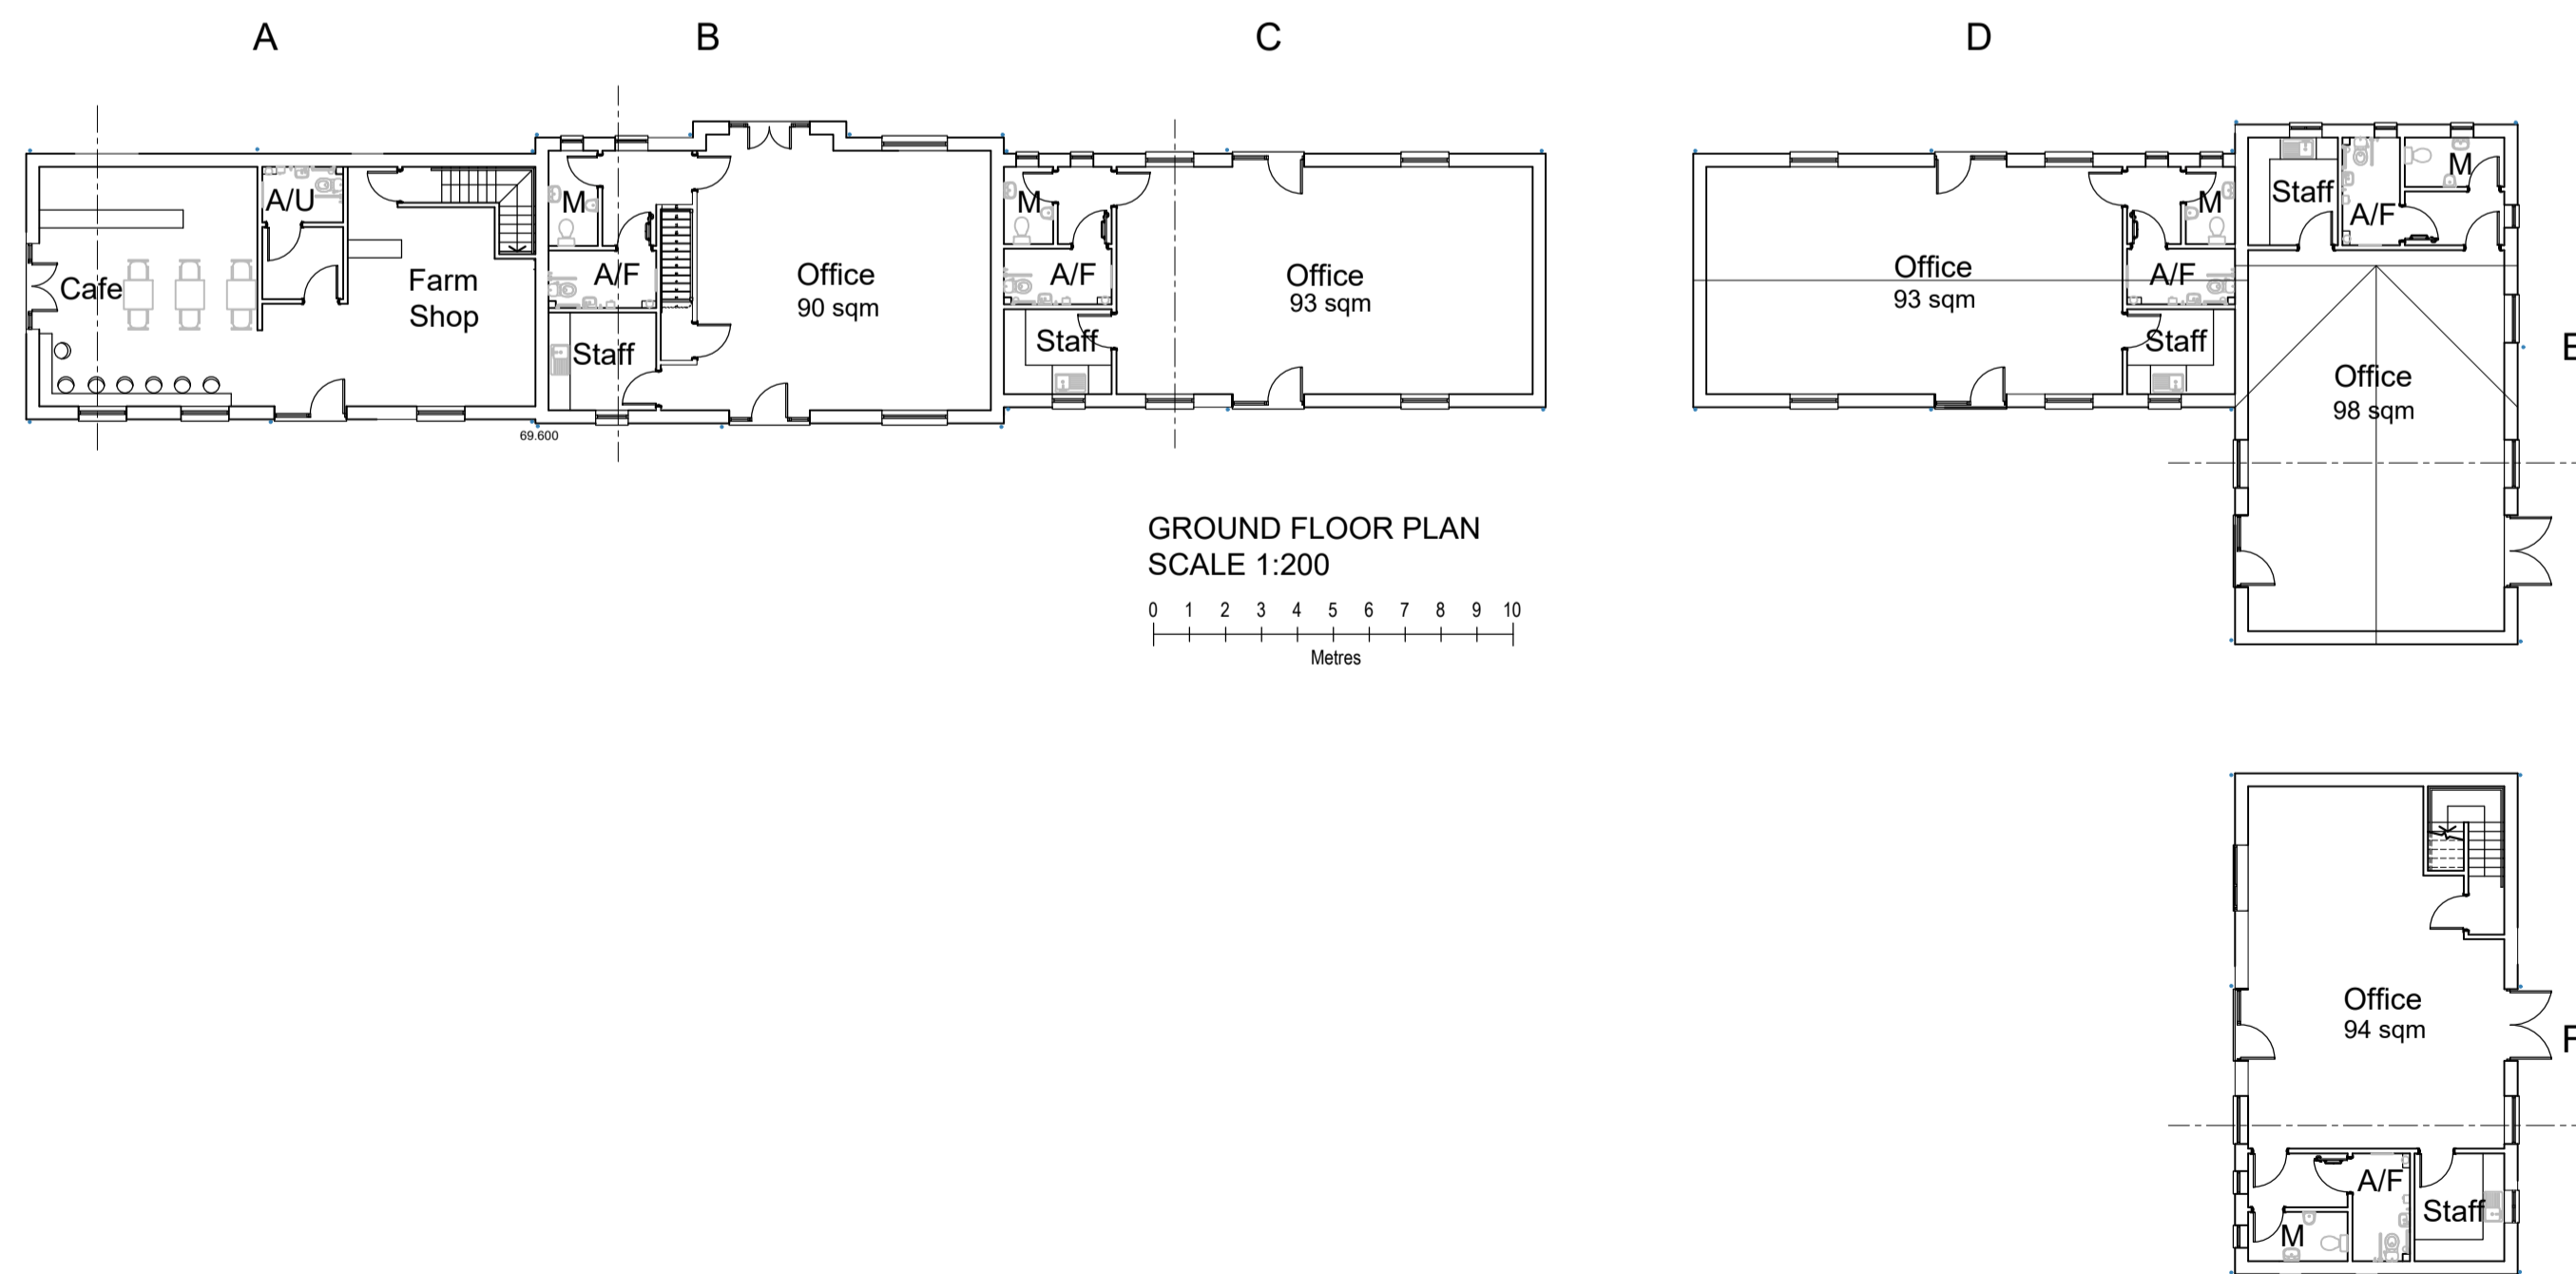 A
B
C
D
A/U
Cafe
Farm
Shop
M
A/F
Staff
Office
90 sqm
69.600
M
A/F
Staff
Office
93 sqm
Office
93 sqm
M
A/F
Staff
Staff
A/F
M
Office
98 sqm
GROUND FLOOR PLAN
SCALE 1:200
0 1 2 3 4 5 6 7 8 9 10
Metres
Office
94 sqm
A/F
Staff
M